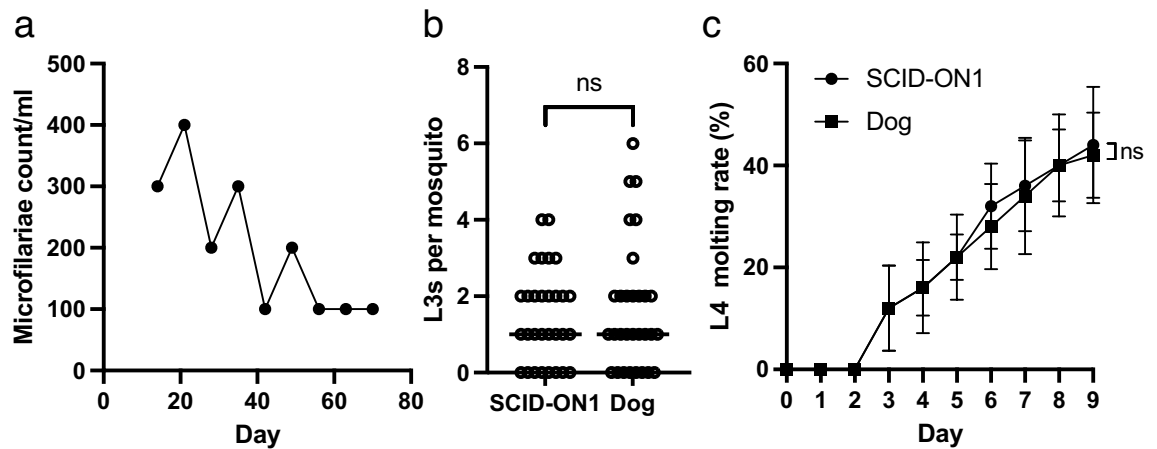 a
Microfilariae count/ml
500
400
300
200
100
0
0 20 40 60 80
Day
b
L3s per mosquito
8
6
4
2
0
ns
SCID-ON1 Dog
c
L4 molting rate (%)
60
40
20
0
SCID-ON1
Dog
ns
0 1 2 3 4 5 6 7 8 9
Day